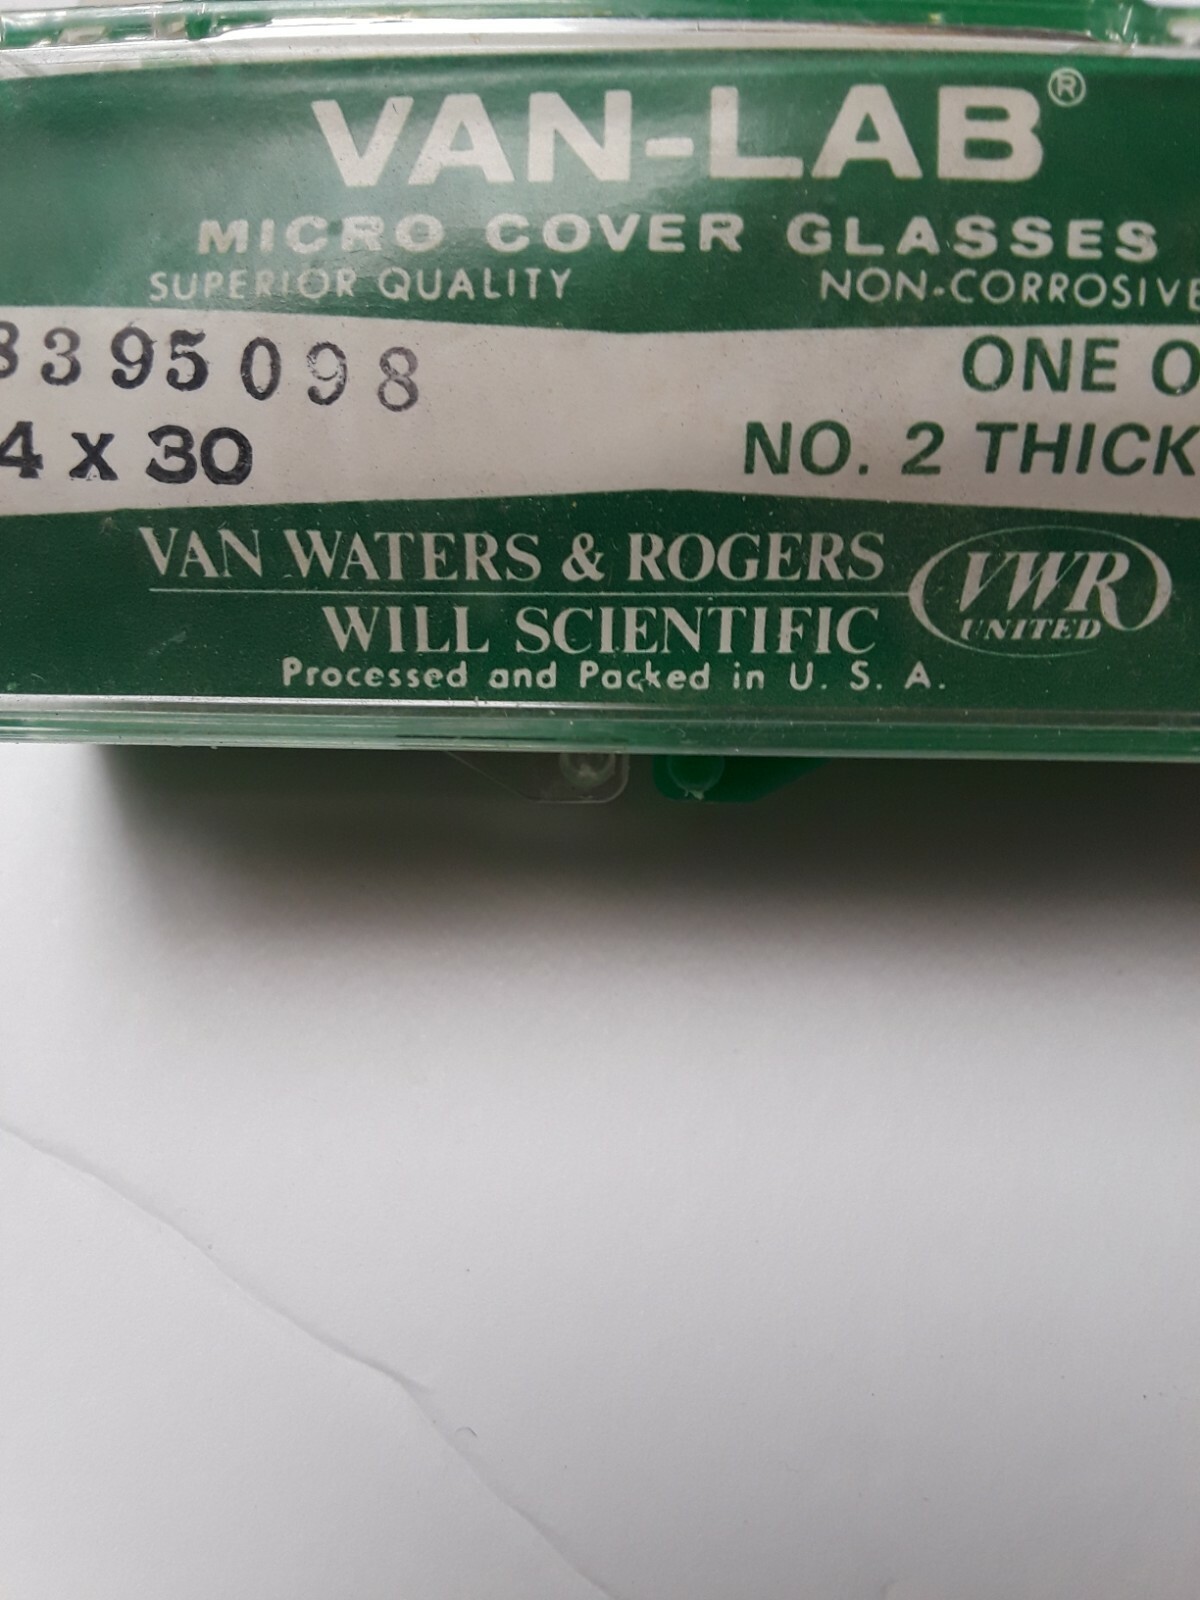 VAN-LAB®
MICRO COVER GLASSES
SUPERIOR QUALITY NON-CORROSIVE
8395098 ONE O
4 x 30 NO. 2 THICK
VAN WATERS & ROGERS
WILL SCIENTIFIC
VWR
UNITED
Processed and Packed in U. S. A.